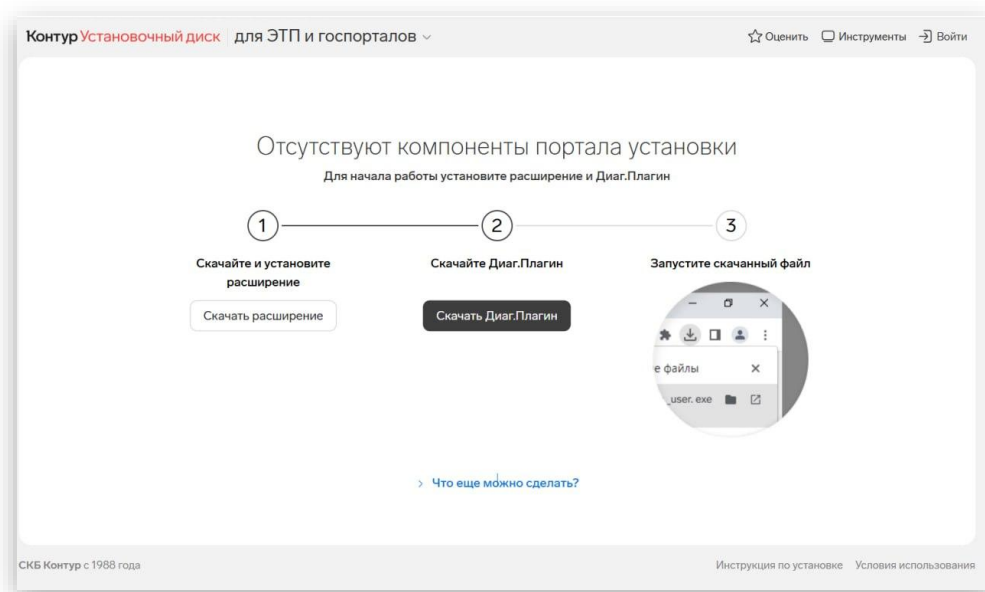 Контур Установочный диск для ЭТП и госпорталов
Оценить Инструменты Войти
Отсутствуют компоненты портала установки
Для начала работы установите расширение и Диаг.Плагин
1 2 3
Скачайте и установите
расширение
Скачать расширение
Скачайте Диаг.Плагин
Скачать Диаг.Плагин
Запустите скачанный файл
е файлы
_user.exe
Что еще можно сделать?
СКБ Контур с 1988 года
Инструкция по установке Условия использования